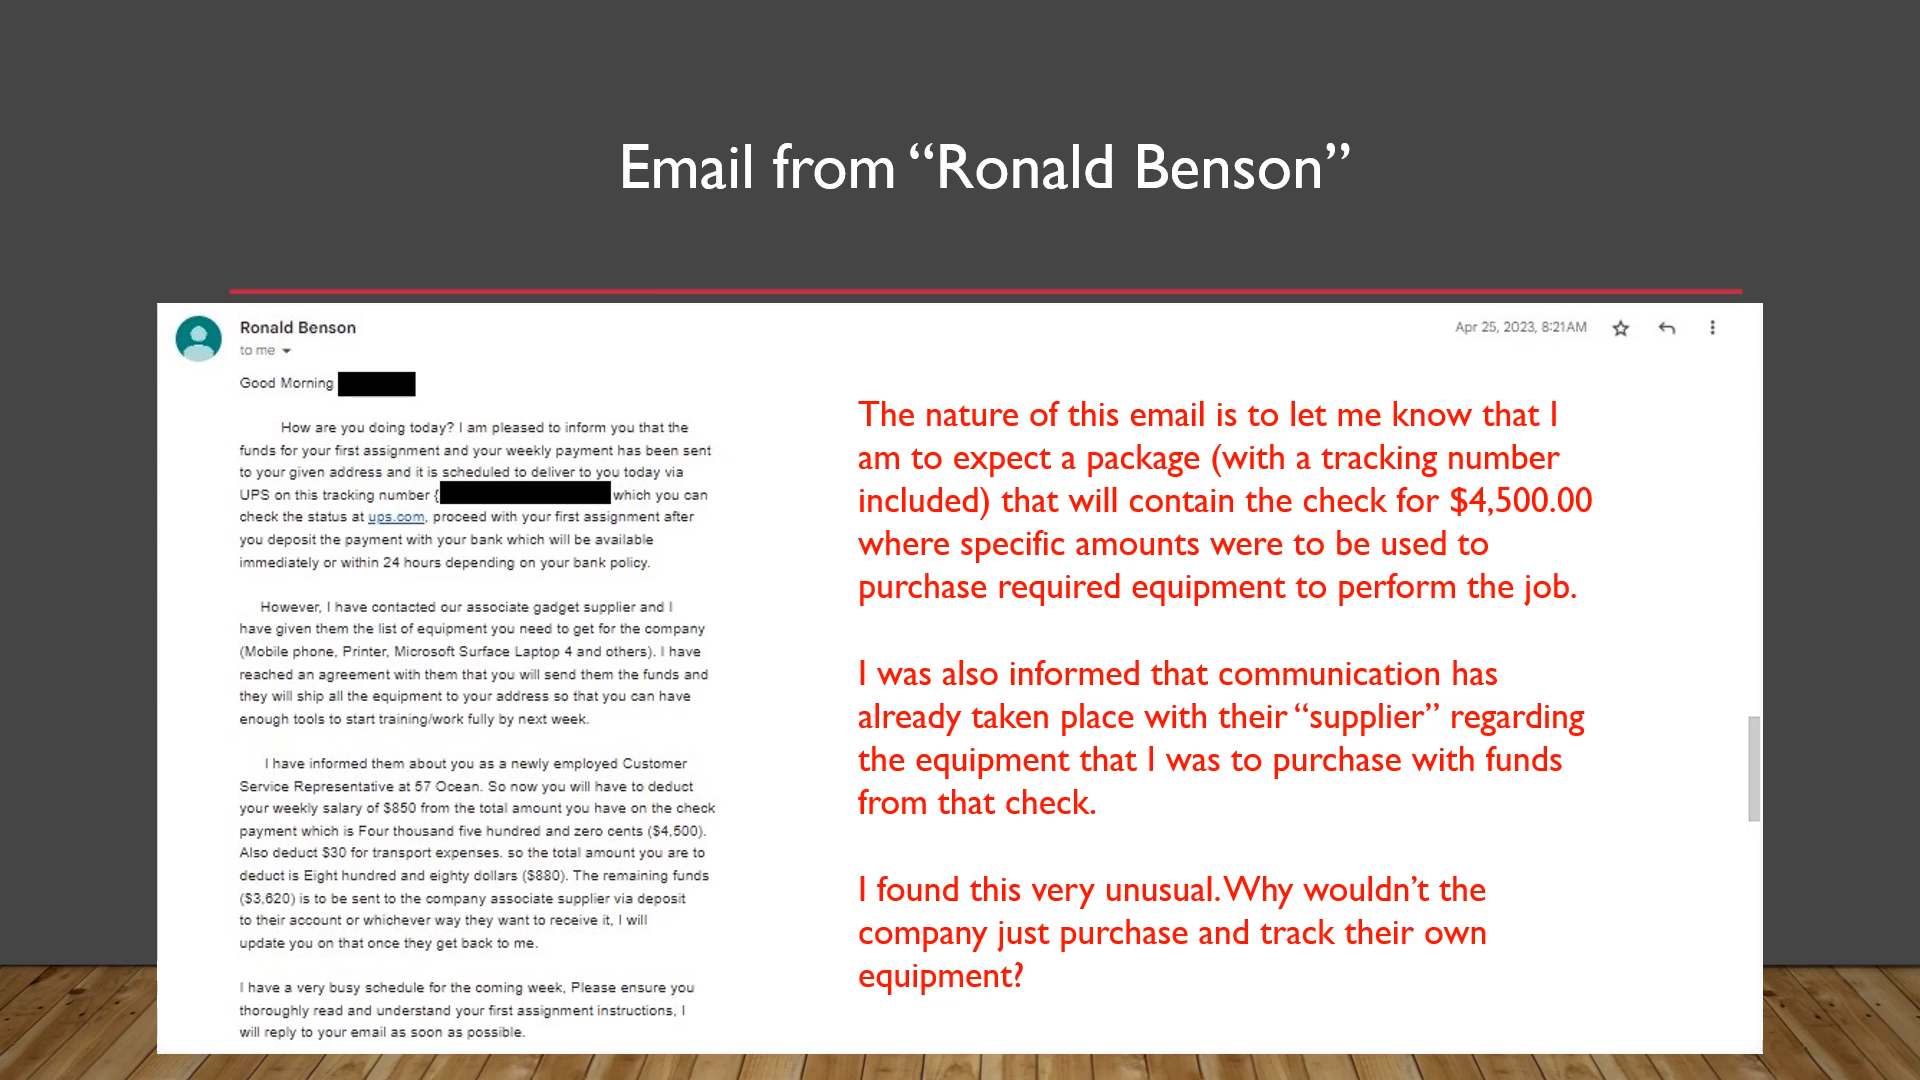 Email from “Ronald Benson”
Ronald Benson
Apr 25, 2023, 8:21AM
to me
Good Morning
How are you doing today? I am pleased to inform you that the
funds for your first assignment and your weekly payment has been sent
to your given address and it is scheduled to deliver to you today via
UPS on this tracking number { which you can
check the status at ups.com, proceed with your first assignment after
you deposit the payment with your bank which will be available
immediately or within 24 hours depending on your bank policy.
However, I have contacted our associate gadget supplier and I
have given them the list of equipment you need to get for the company
(Mobile phone, Printer, Microsoft Surface Laptop 4 and others). I have
reached an agreement with them that you will send them the funds and
they will ship all the equipment to your address so that you can have
enough tools to start training/work fully by next week.
I have informed them about you as a newly employed Customer
Service Representative at 57 Ocean. So now you will have to deduct
your weekly salary of $850 from the total amount you have on the check
payment which is Four thousand five hundred and zero cents ($4,500).
Also deduct $30 for transport expenses. so the total amount you are to
deduct is Eight hundred and eighty dollars ($880). The remaining funds
($3,620) is to be sent to the company associate supplier via deposit
to their account or whichever way they want to receive it, I will
update you on that once they get back to me.
I have a very busy schedule for the coming week, Please ensure you
thoroughly read and understand your first assignment instructions, I
will reply to your email as soon as possible.
The nature of this email is to let me know that I
am to expect a package (with a tracking number
included) that will contain the check for $4,500.00
where specific amounts were to be used to
purchase required equipment to perform the job.
I was also informed that communication has
already taken place with their “supplier” regarding
the equipment that I was to purchase with funds
from that check.
I found this very unusual. Why wouldn’t the
company just purchase and track their own
equipment?